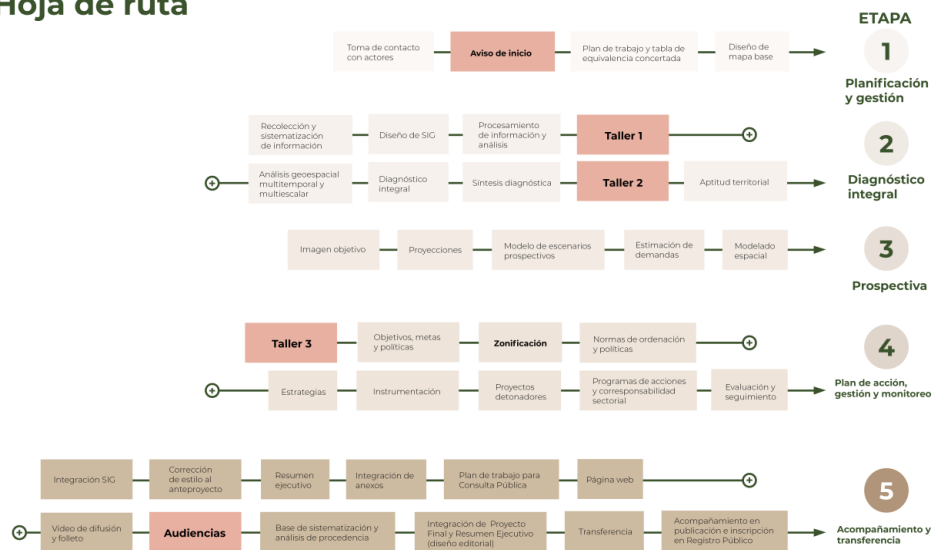 Hoja de ruta
ETAPA
Toma de contacto
con actores
Aviso de inicio
Plan de trabajo y tabla de
equivalencia concertada
Diseño de
mapa base
1
Planificación
y gestión
Recolección y
sistematización
de información
Diseño de SIG
Procesamiento
de información y
análisis
Taller 1
2
Diagnóstico
integral
Análisis geoespacial
multitemporal y
multiescalar
Diagnóstico
integral
Síntesis diagnóstica
Taller 2
Aptitud territorial
Imagen objetivo
Proyecciones
Modelo de escenarios
prospectivos
Estimación de
demandas
Modelado
espacial
3
Prospectiva
Taller 3
Objetivos, metas
y políticas
Zonificación
Normas de ordenación
y políticas
4
Plan de acción,
gestión y monitoreo
Estrategias
Instrumentación
Proyectos
detonadores
Programas de acciones
y corresponsabilidad
sectorial
Evaluación y
seguimiento
Integración SIG
Corrección
de estilo al
anteproyecto
Resumen
ejecutivo
Integración de
anexos
Plan de trabajo para
Consulta Pública
Página web
5
Acompañamiento y
transferencia
Vídeo de difusión
y folleto
Audiencias
Base de sistematización y
análisis de procedencia
Integración de Proyecto
Final y Resumen Ejecutivo
(diseño editorial)
Transferencia
Acompañamiento en
publicación e inscripción
en Registro Público